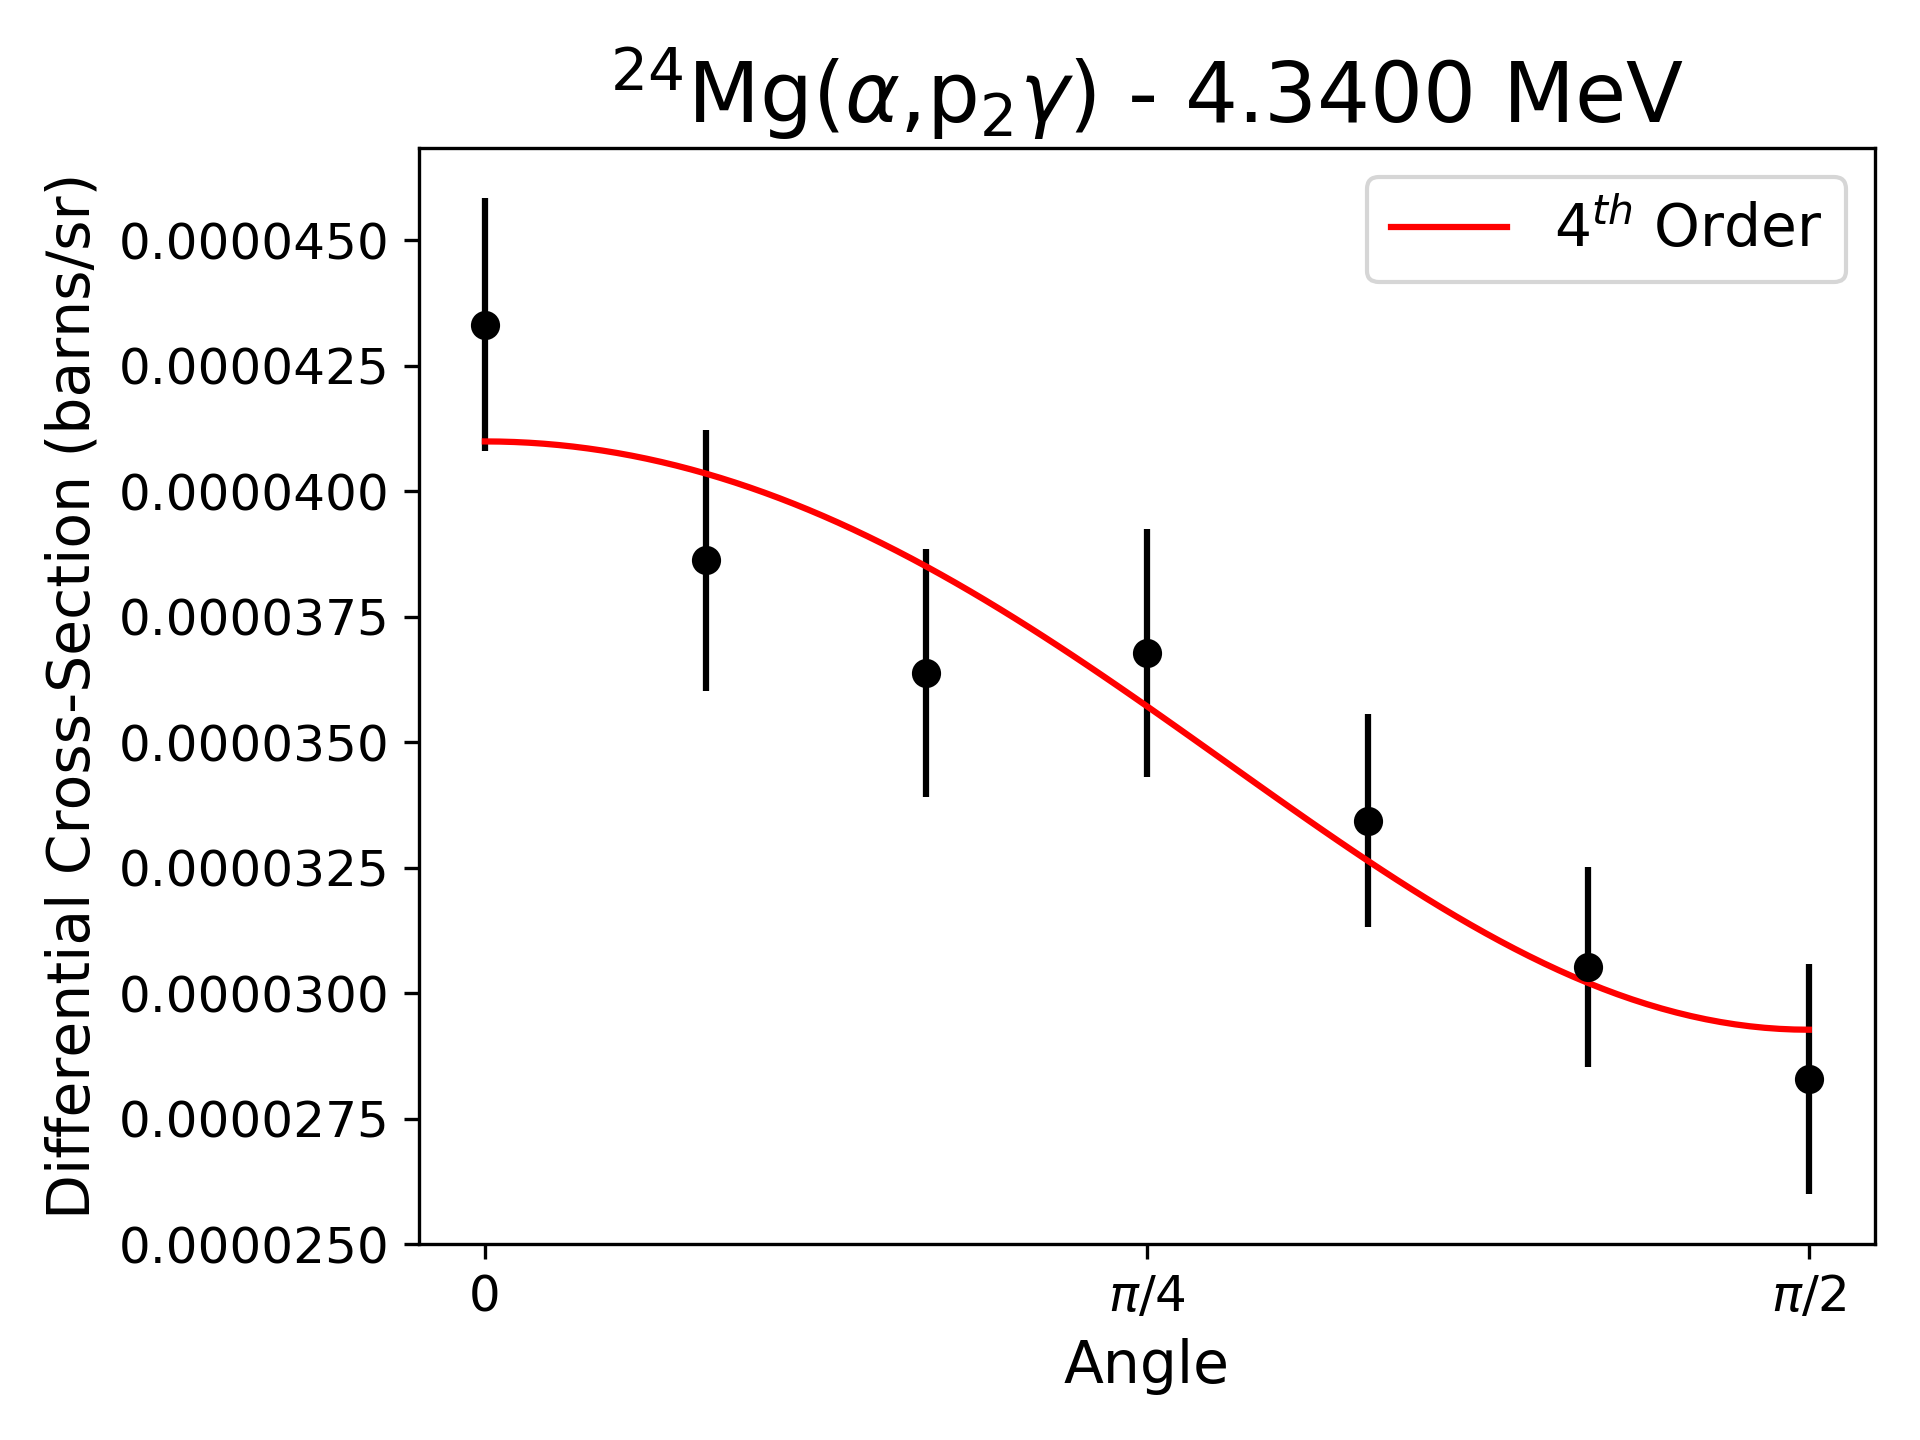 ²⁴Mg(α,p₂γ) - 4.3400 MeV
4ᵗʰ Order
Differential Cross-Section (barns/sr)
0.0000450
0.0000425
0.0000400
0.0000375
0.0000350
0.0000325
0.0000300
0.0000275
0.0000250
0 π/4 π/2
Angle